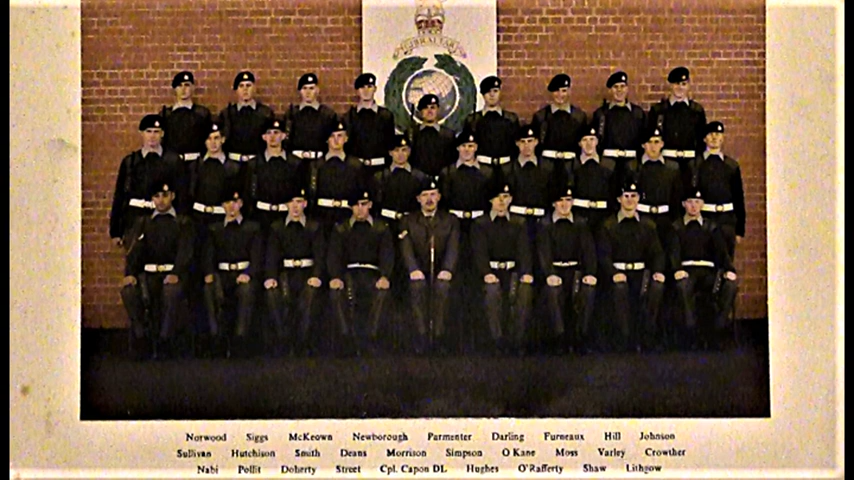 Norwood Siggs McKeown Newborough Parmenter Darling Furneaux Hill Johnson
Sullivan Hutchison Smith Deans Morrison Simpson O Kane Moss Varley Crowther
Nabi Pollit Doherty Street Cpl. Capon DL Hughes O'Rafferty Shaw Lithgow